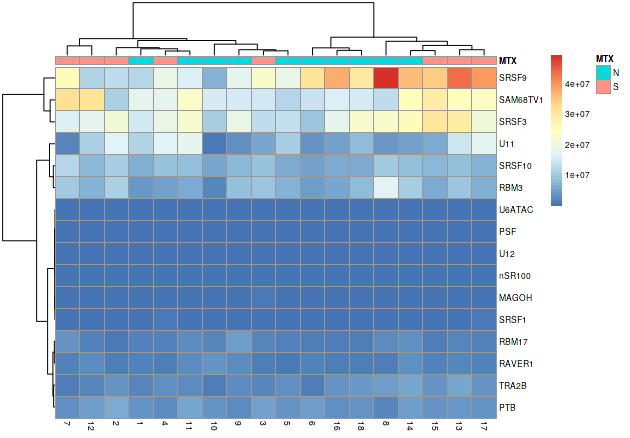 MTX
SRSF9
SAM68TV1
SRSF3
U11
SRSF10
RBM3
U6ATAC
PSF
U12
nSR100
MAGOH
SRSF1
RBM17
RAVER1
TRA2B
PTB
7 12 2 1 4 11 10 9 3 5 6 16 18 8 14 15 13 17
4e+07
3e+07
2e+07
1e+07
MTX
N
S